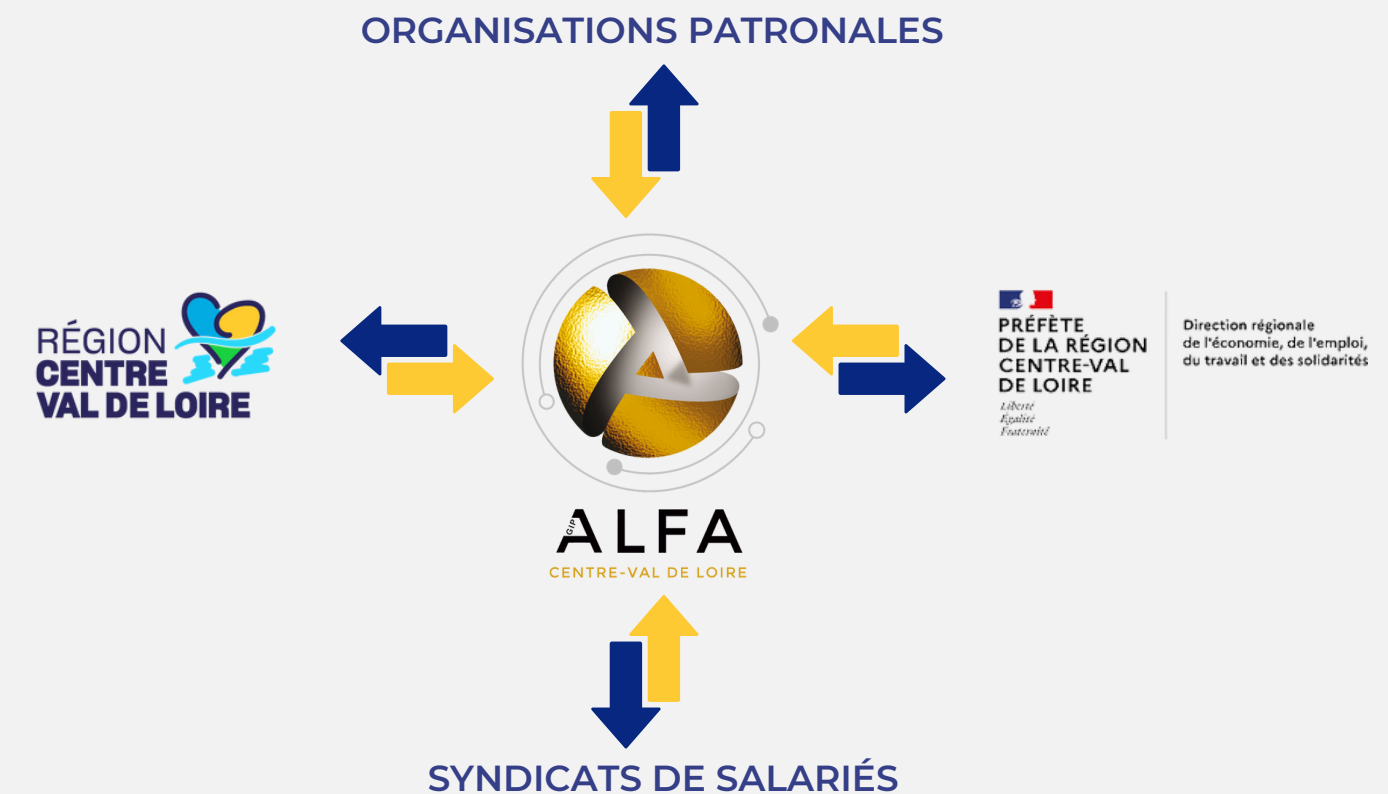 ORGANISATIONS PATRONALES
RÉGION
CENTRE
VAL DE LOIRE
PRÉFÈTE
DE LA RÉGION
CENTRE-VAL
DE LOIRE
Liberté
Égalité
Fraternité
Direction régionale
de l'économie, de l'emploi,
du travail et des solidarités
GIP
ALFA
CENTRE-VAL DE LOIRE
SYNDICATS DE SALARIÉS